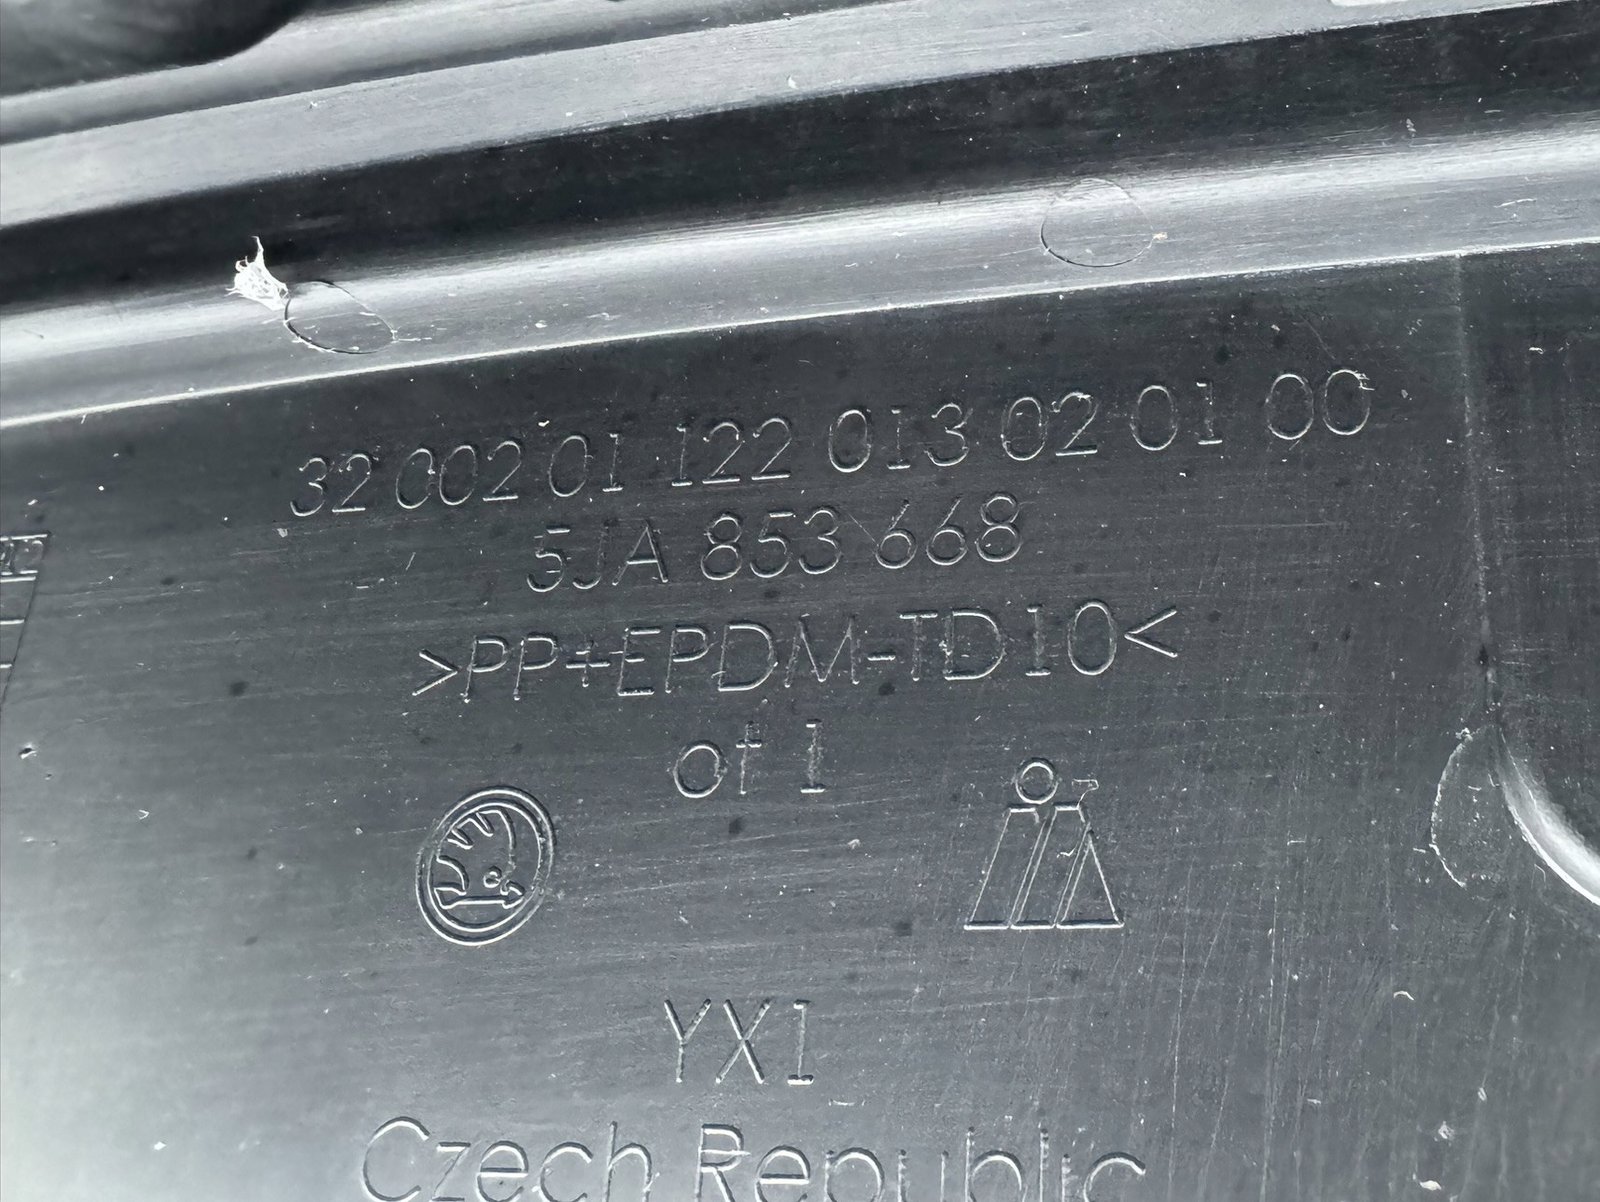 32 002 01 122 013 02 01 00
5JA 853 668
>PP+EPDM-TD10<
of 1
YX1
Czech Republic